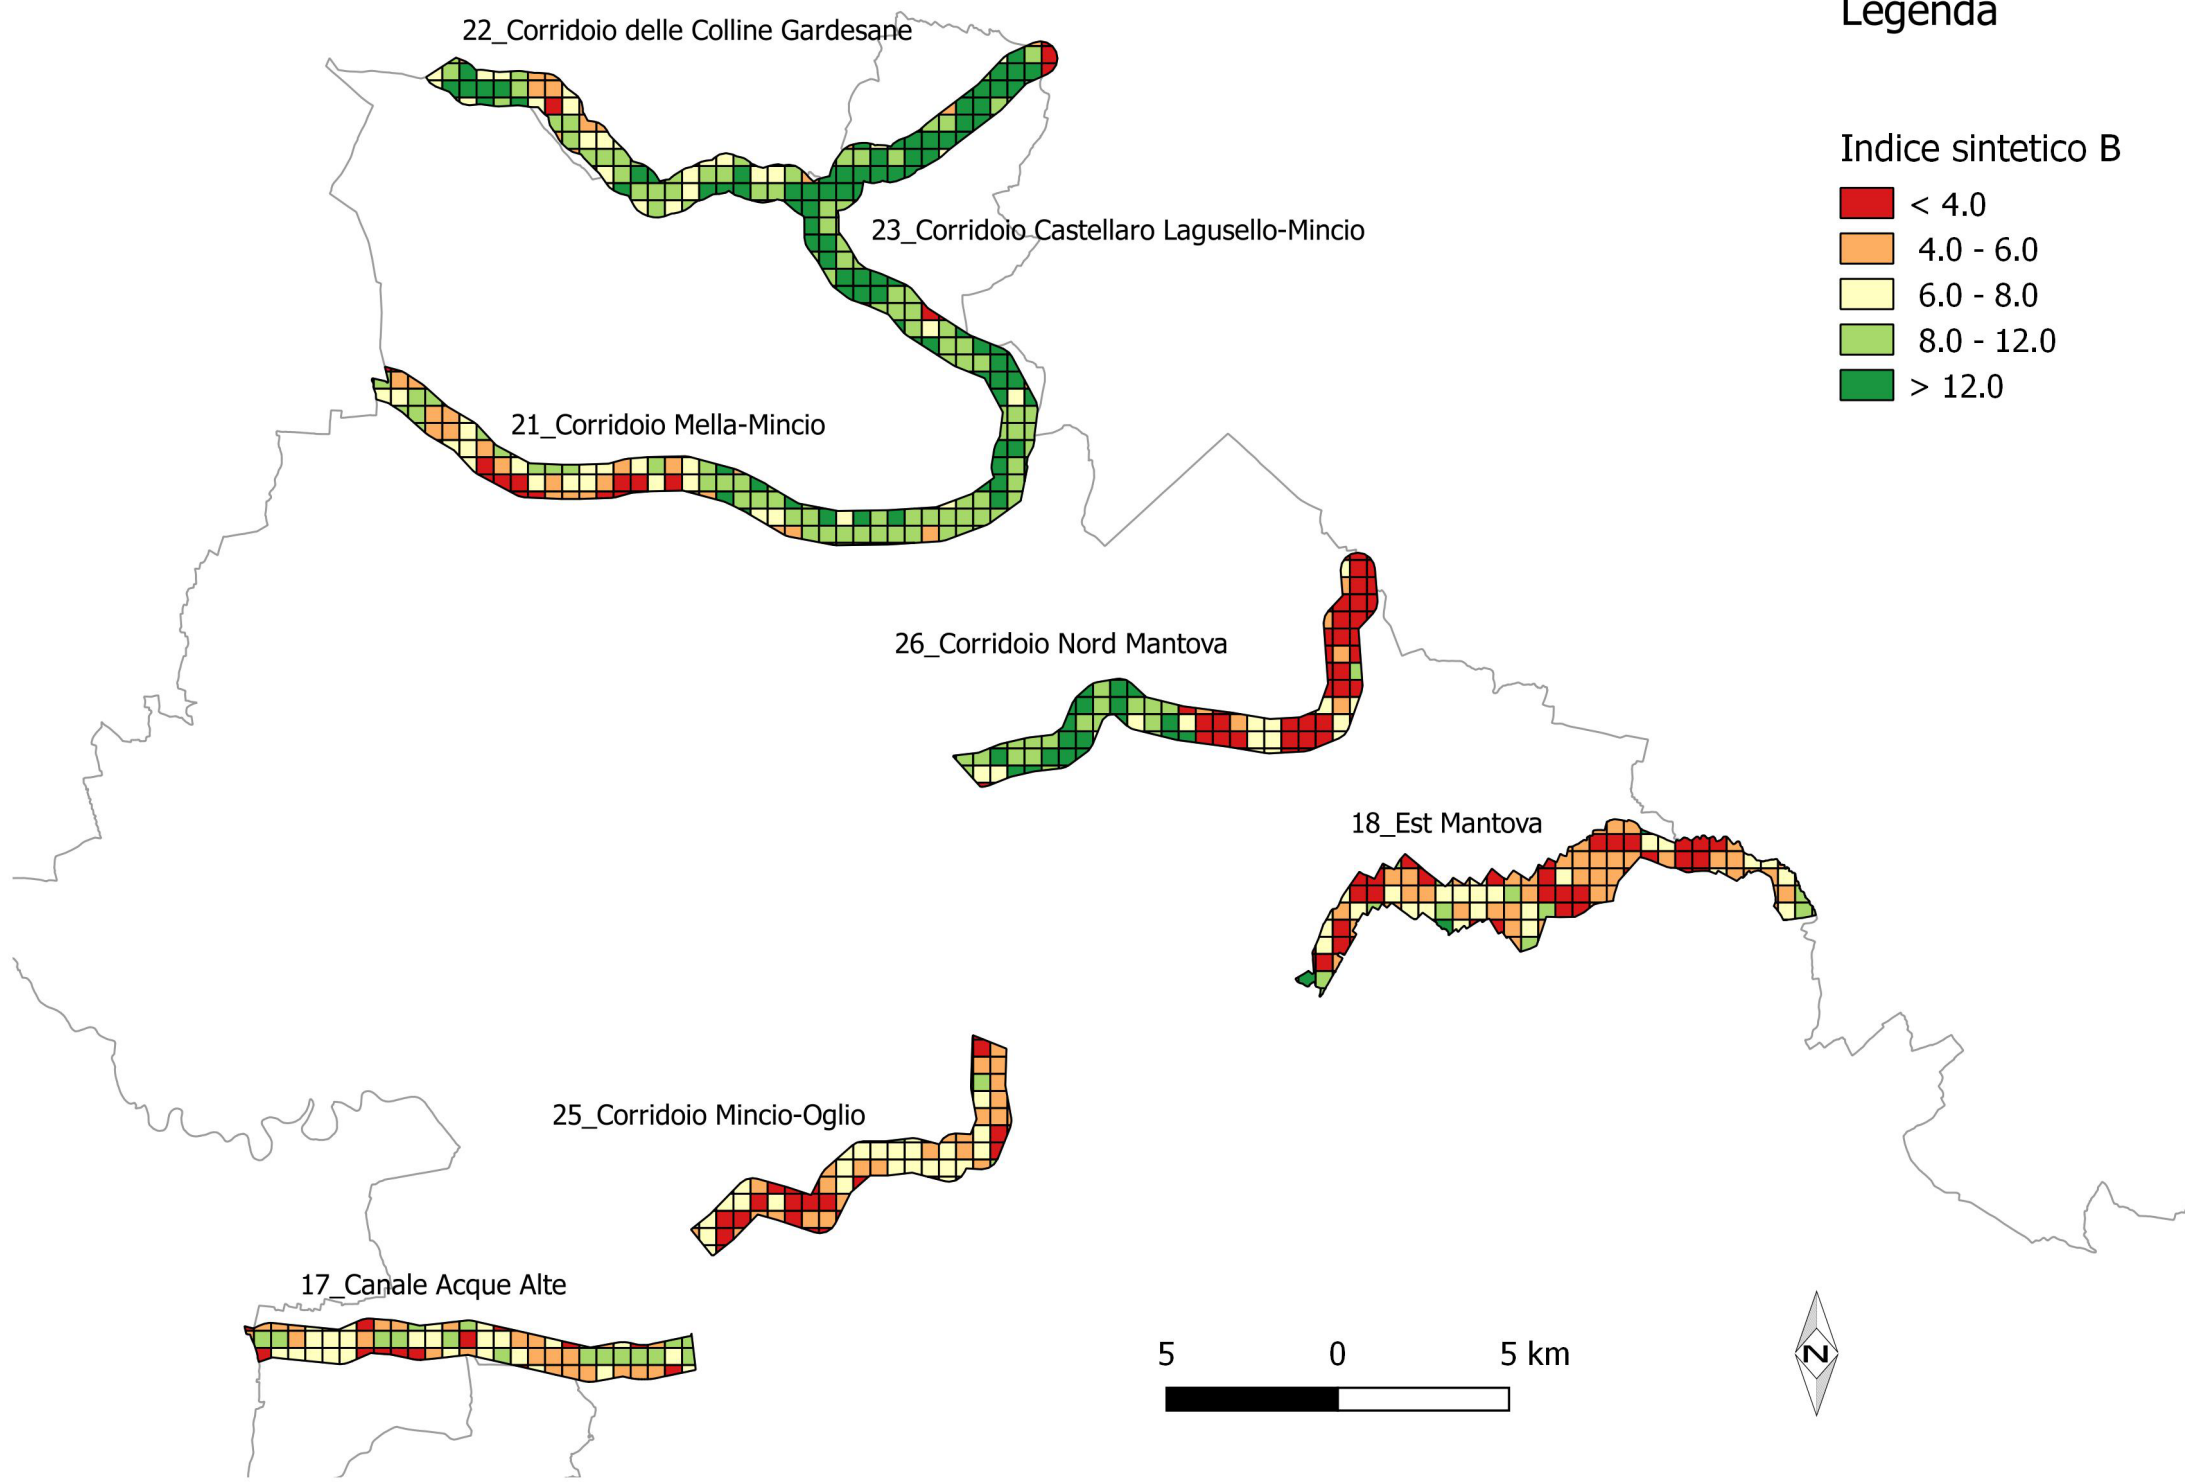 Legenda
22_Corridoio delle Colline Gardesane
Indice sintetico B
< 4.0
4.0 - 6.0
6.0 - 8.0
8.0 - 12.0
> 12.0
23_Corridoio Castellaro Lagusello-Mincio
21_Corridoio Mella-Mincio
26_Corridoio Nord Mantova
18_Est Mantova
25_Corridoio Mincio-Oglio
17_Canale Acque Alte
5 0 5 km
N